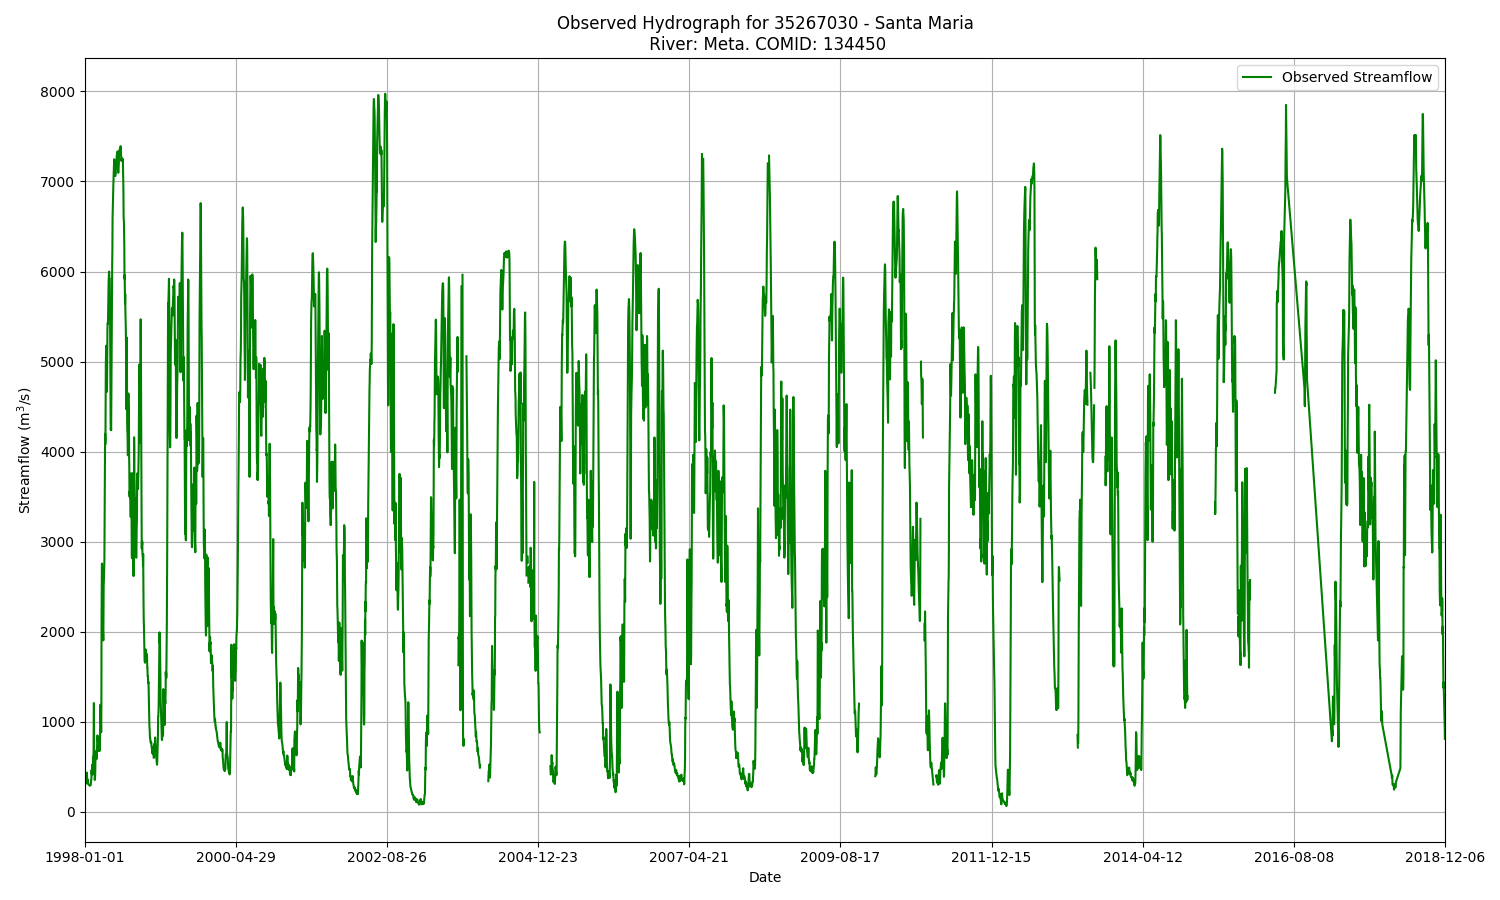 Observed Hydrograph for 35267030 - Santa Maria
River: Meta. COMID: 134450
Observed Streamflow
8000
7000
6000
5000
4000
3000
2000
1000
0
Streamflow (m³/s)
1998-01-01 2000-04-29 2002-08-26 2004-12-23 2007-04-21 2009-08-17 2011-12-15 2014-04-12 2016-08-08 2018-12-06
Date